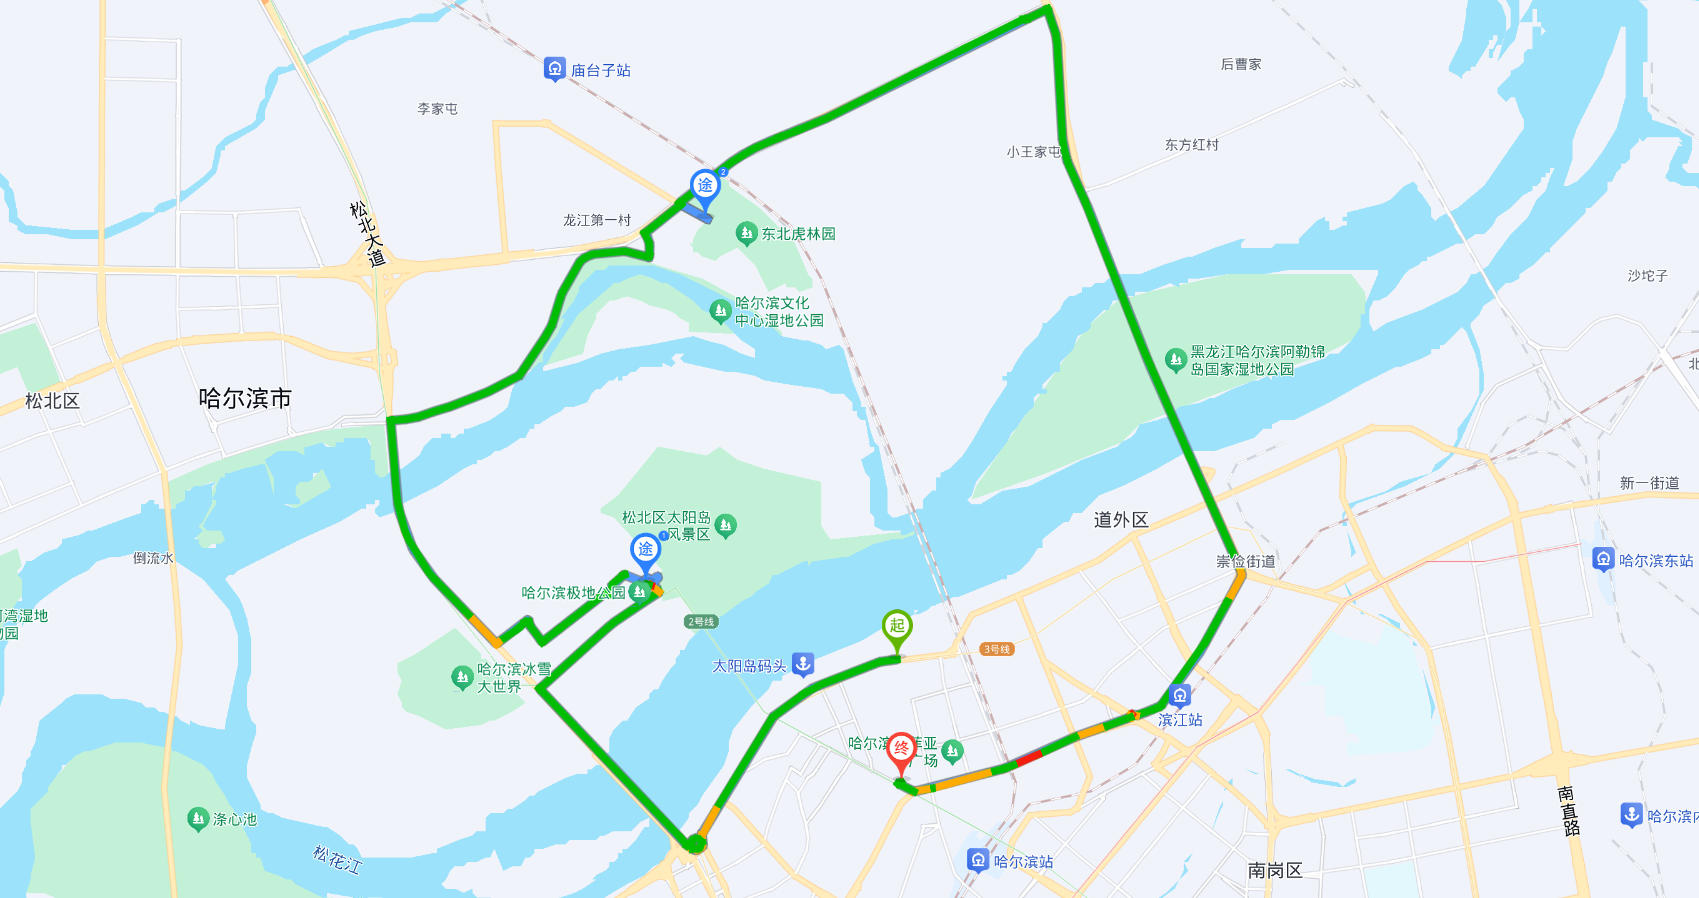 庙台子站
后曹家
李家屯
小王家屯
东方红村
途
2
龙江第一村
东北虎林园
松北大道
沙坨子
哈尔滨文化
中心湿地公园
黑龙江哈尔滨阿勒锦
岛国家湿地公园
北
松北区
哈尔滨市
新一街道
松北区太阳岛
风景区
道外区
途
1
倒流水
崇俭街道
哈尔滨东站
哈尔滨极地公园
湾湿地
园
2号线
起
3号线
太阳岛码头
哈尔滨冰雪
大世界
滨江站
哈尔滨
菲亚
广场
终
涤心池
南直路
哈尔滨
松花江
哈尔滨站
南岗区